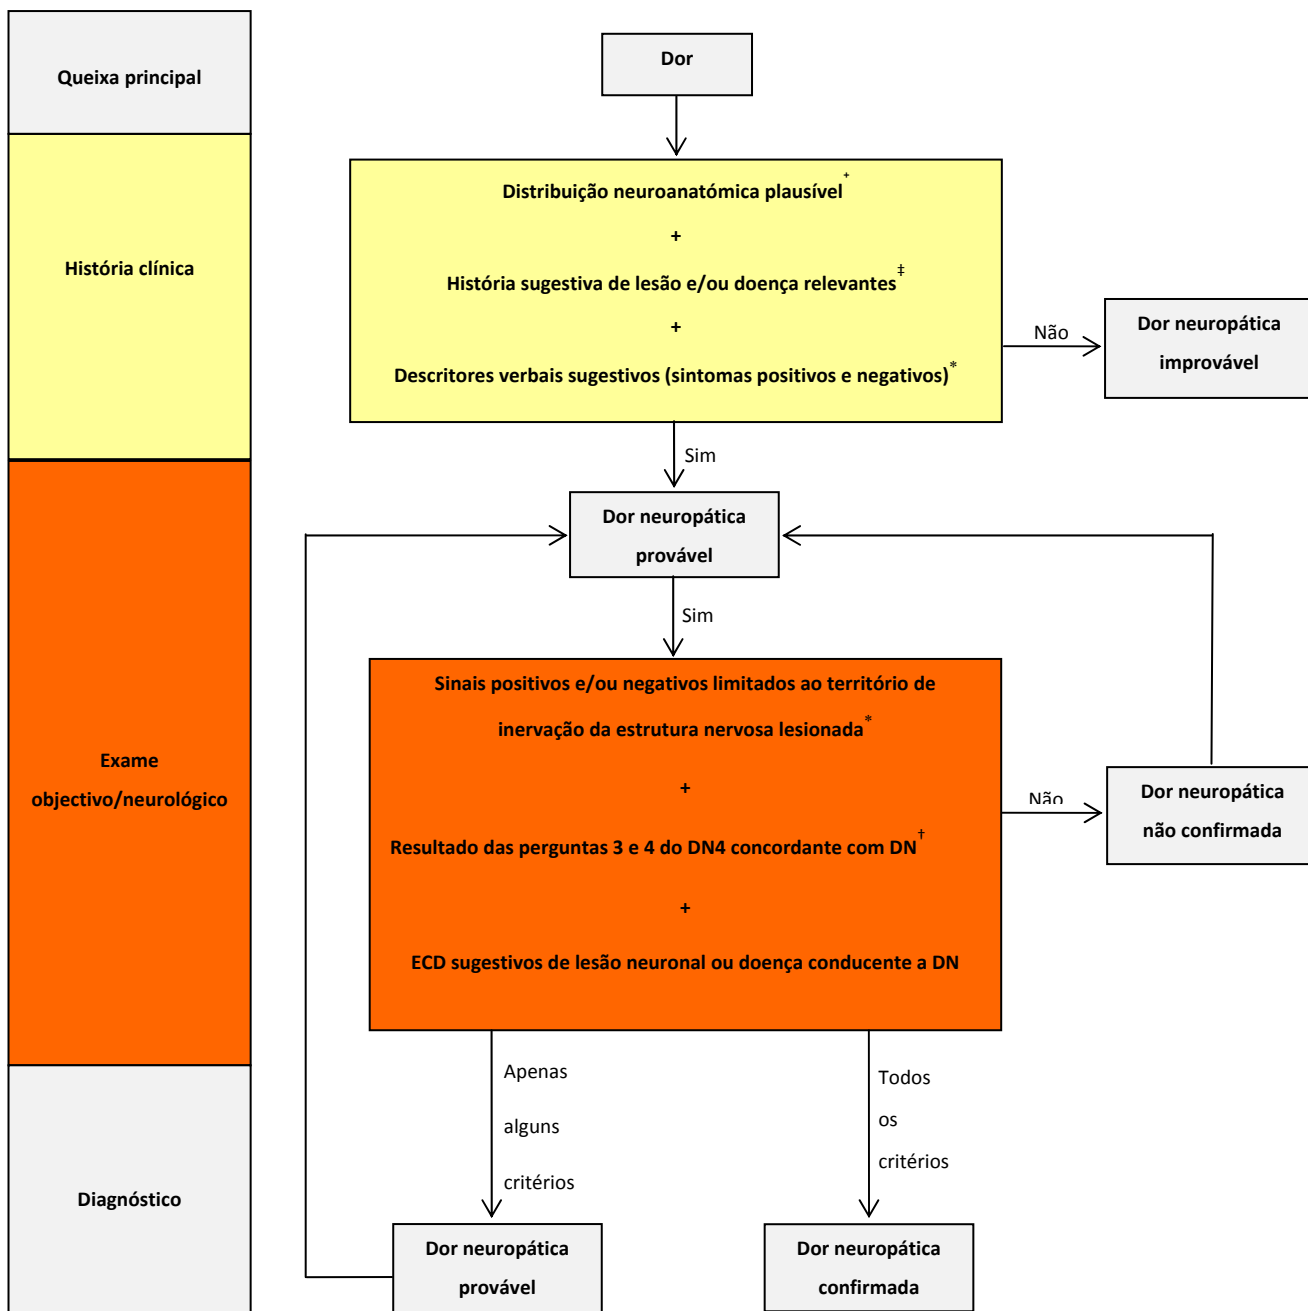 Queixa principal
Dor
História clínica
Distribuição neuroanatómica plausível⁺
+
História sugestiva de lesão e/ou doença relevantes‡
+
Descritores verbais sugestivos (sintomas positivos e negativos)*
Não
Dor neuropática
improvável
Sim
Dor neuropática
provável
Sim
Exame
objectivo/neurológico
Sinais positivos e/ou negativos limitados ao território de
inervação da estrutura nervosa lesionada*
+
Resultado das perguntas 3 e 4 do DN4 concordante com DN†
+
ECD sugestivos de lesão neuronal ou doença conducente a DN
Não
Dor neuropática
não confirmada
Apenas
alguns
critérios
Todos
os
critérios
Diagnóstico
Dor neuropática
provável
Dor neuropática
confirmada